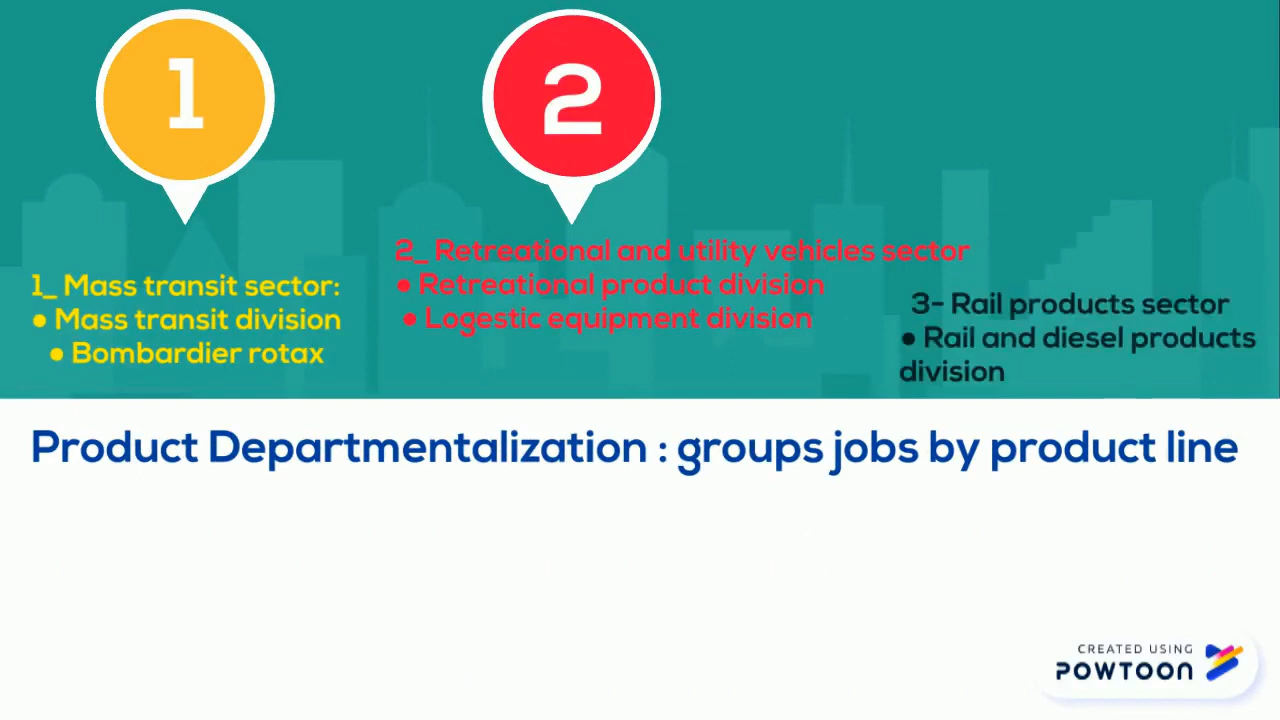 1
2
1_ Mass transit sector:
● Mass transit division
● Bombardier rotax
2_ Retreational and utility vehicles sector
● Retreational product division
● Logestic equipment division
3- Rail products sector
● Rail and diesel products
division
Product Departmentalization : groups jobs by product line
CREATED USING
POWTOON